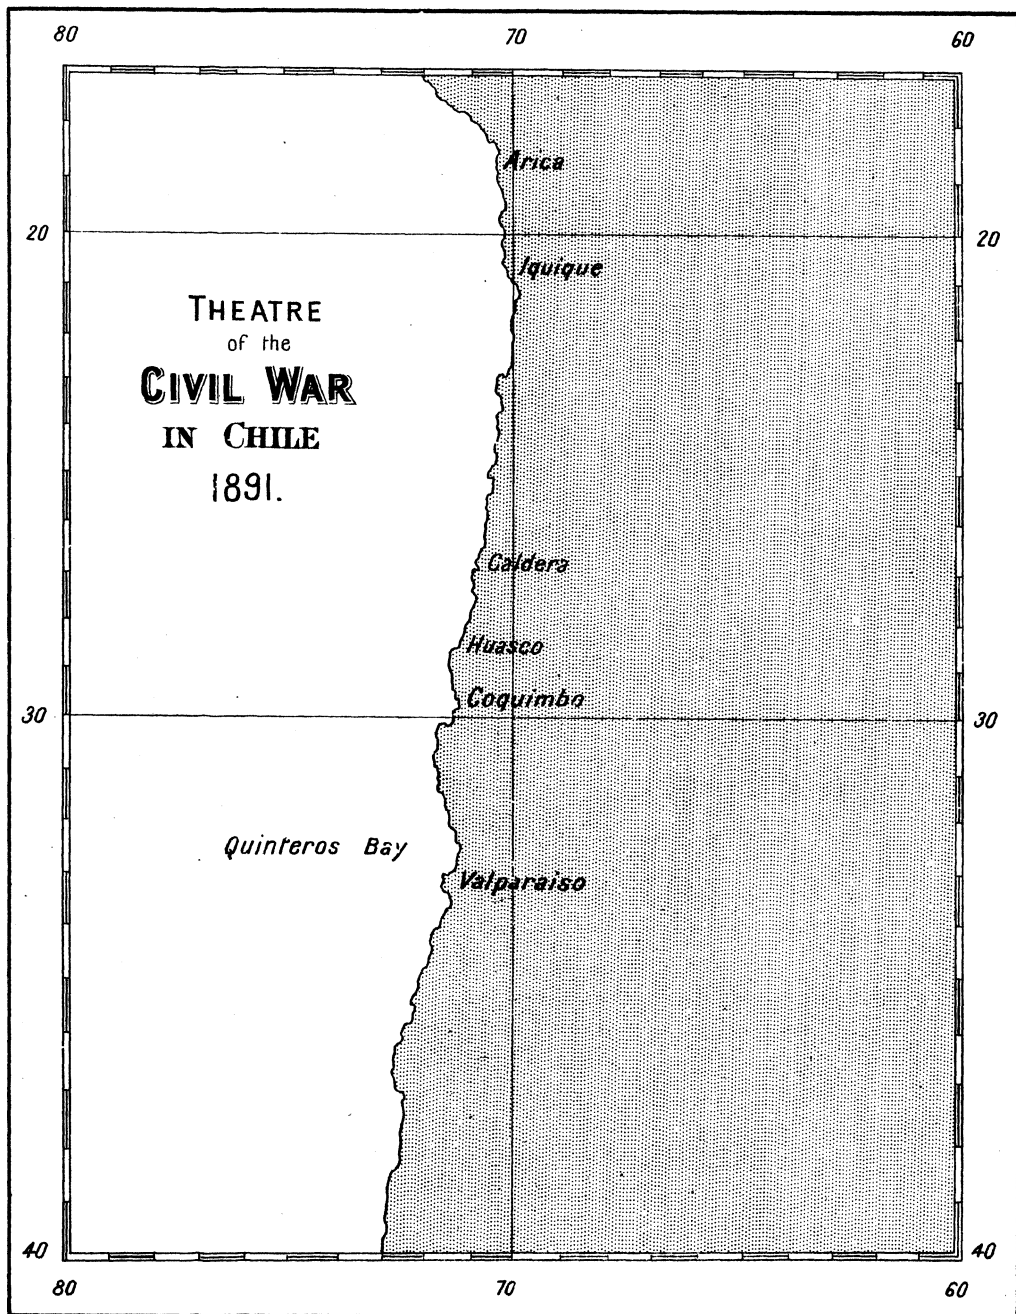 80 70 60
Arica
20 20
Iquique
THEATRE
of the
CIVIL WAR
IN CHILE
1891.
Caldera
Huasco
Coquimbo
30 30
Quinteros Bay
Valparaiso
40 40
80 70 60